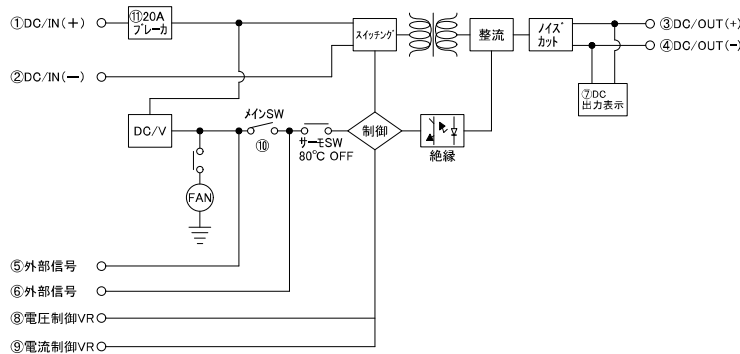 ①DC/IN(+)
⑪20A
ブレーカ
スイッチング
整流
ノイズ
カット
③DC/OUT(+)
④DC/OUT(-)
②DC/IN(-)
⑦DC
出力表示
DC/V
メインSW
⑩
サーモSW
80℃ OFF
制御
絶縁
FAN
⑤外部信号
⑥外部信号
⑧電圧制御VR
⑨電流制御VR